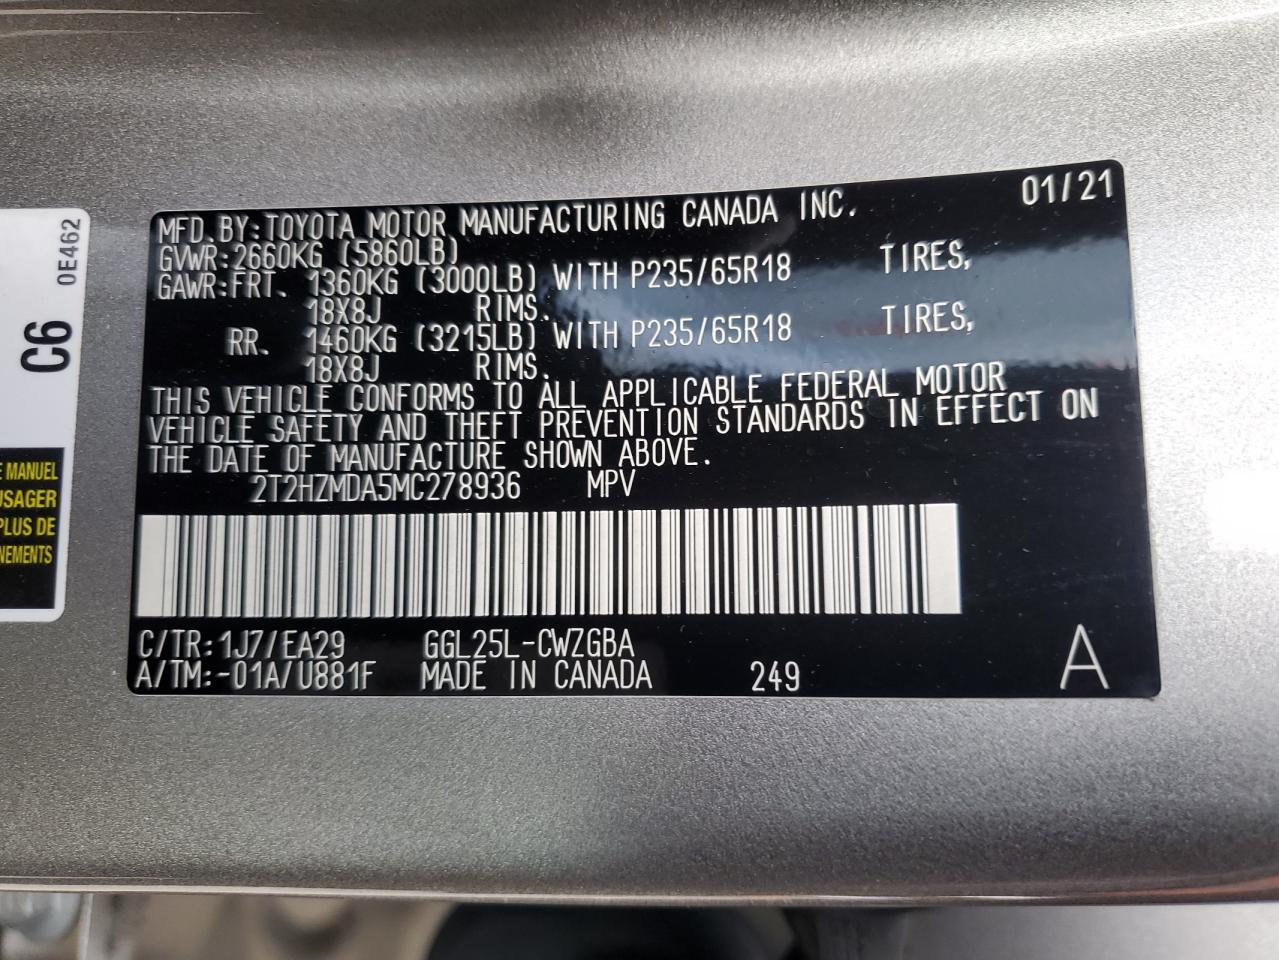 MFD.BY:TOYOTA MOTOR MANUFACTURING CANADA INC. 01/21
GVWR:2660KG (5860LB)
GAWR:FRT. 1360KG (3000LB) WITH P235/65R18 TIRES,
18X8J RIMS.
RR. 1460KG (3215LB) WITH P235/65R18 TIRES,
18X8J RIMS.
THIS VEHICLE CONFORMS TO ALL APPLICABLE FEDERAL MOTOR
VEHICLE SAFETY AND THEFT PREVENTION STANDARDS IN EFFECT ON
THE DATE OF MANUFACTURE SHOWN ABOVE.
2T2HZMDA5MC278936 MPV
C/TR:1J7/EA29 GGL25L-CWZGBA
A/TM:-01A/U881F MADE IN CANADA 249 A
C6 0E462
E MANUEL
USAGER
PLUS DE
NEMENTS